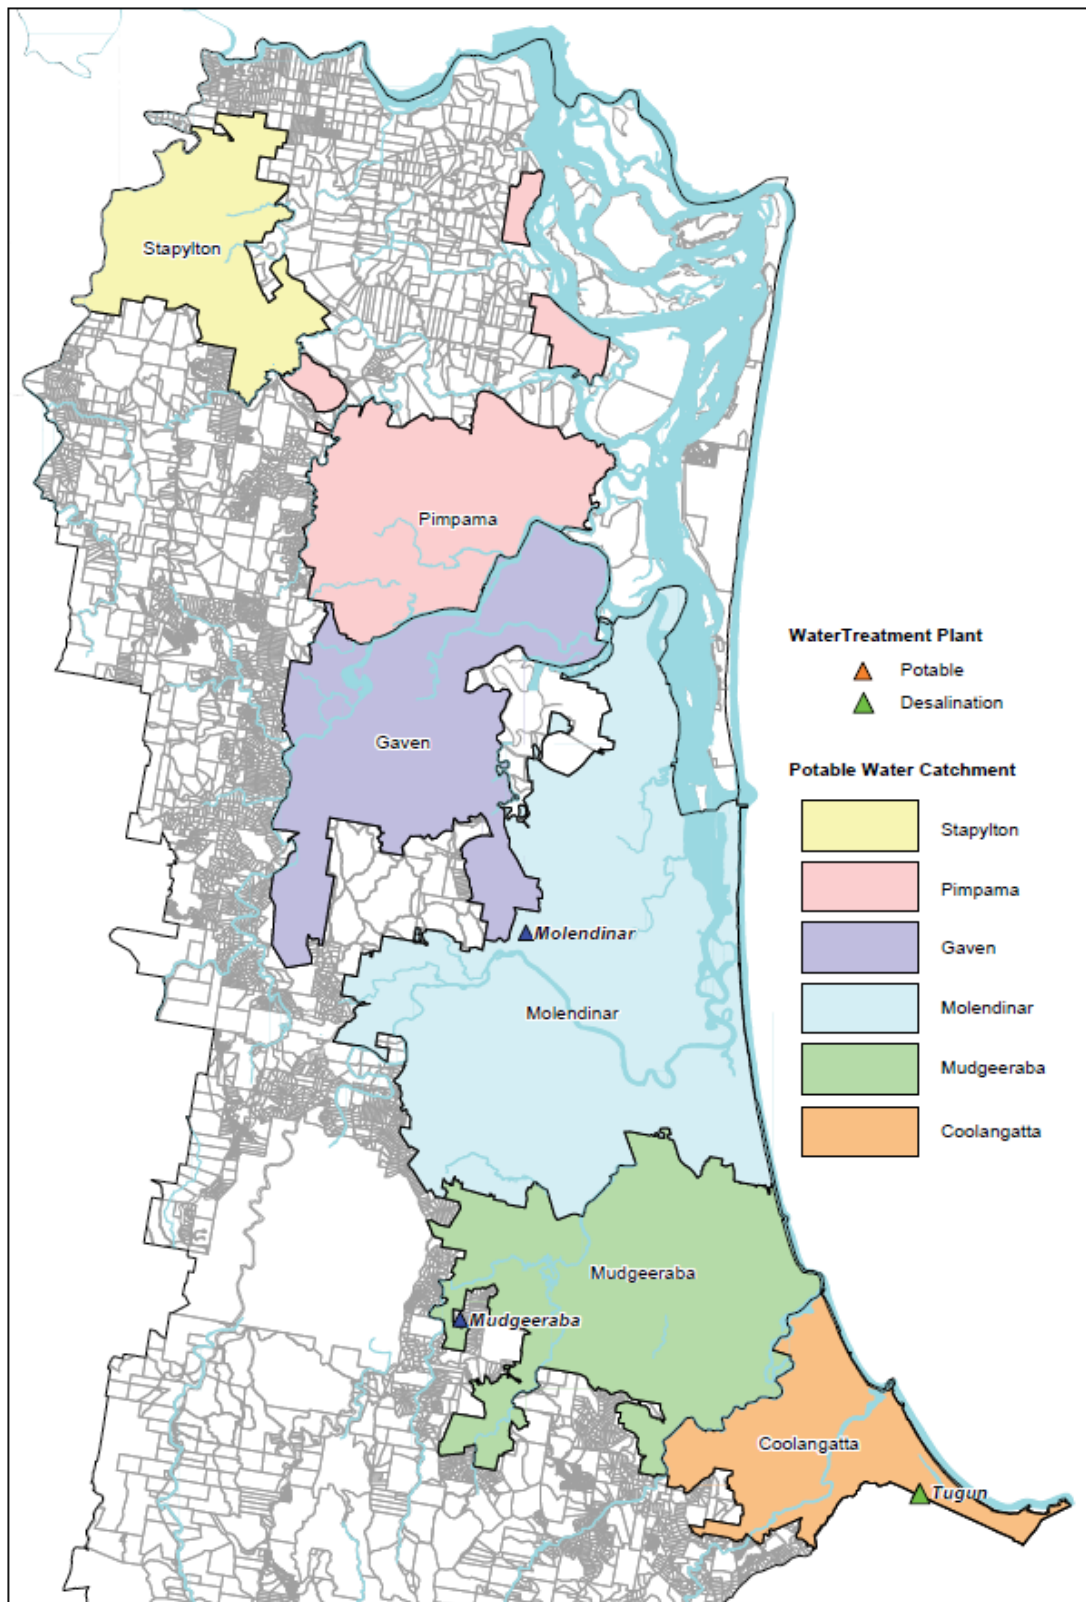 Stapylton
Pimpama
Gaven
Molendinar
Molendinar
Mudgeeraba
Mudgeeraba
Coolangatta
Tugun
WaterTreatment Plant
Potable
Desalination
Potable Water Catchment
Stapylton
Pimpama
Gaven
Molendinar
Mudgeeraba
Coolangatta